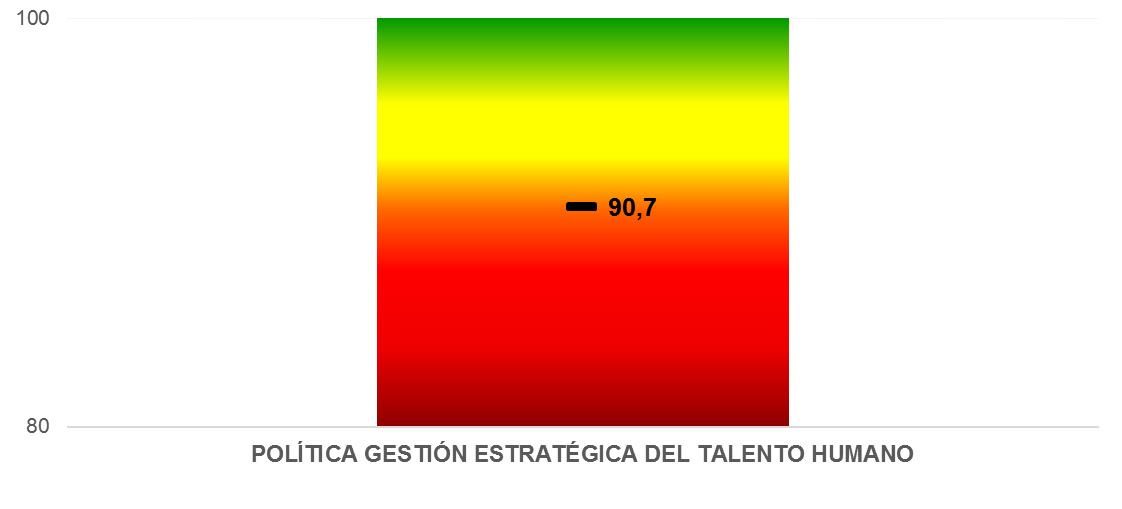 100
90,7
80
POLÍTICA GESTIÓN ESTRATÉGICA DEL TALENTO HUMANO